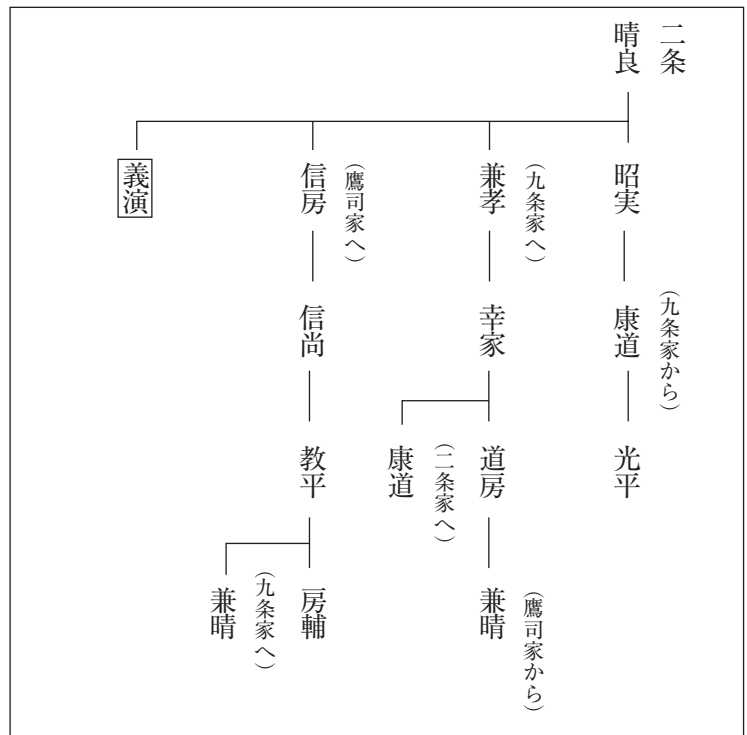 二条
晴良
昭実
(九条家から)
康道
光平
(九条家へ)
兼孝
幸家
道房
(二条家へ)
康道
(鷹司家から)
兼晴
(鷹司家へ)
信房
信尚
教平
房輔
(九条家へ)
兼晴
義演